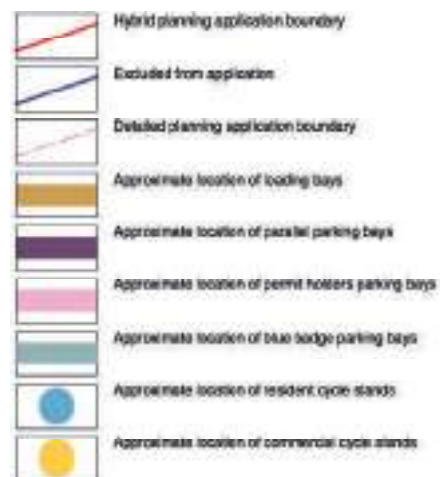 Hybrid planning application boundary
Excluded from application
Detailed planning application boundary
Approximate location of loading bays
Approximate location of parallel parking bays
Approximate location of permit holders parking bays
Approximate location of blue badge parking bays
Approximate location of resident cycle stands
Approximate location of commercial cycle stands